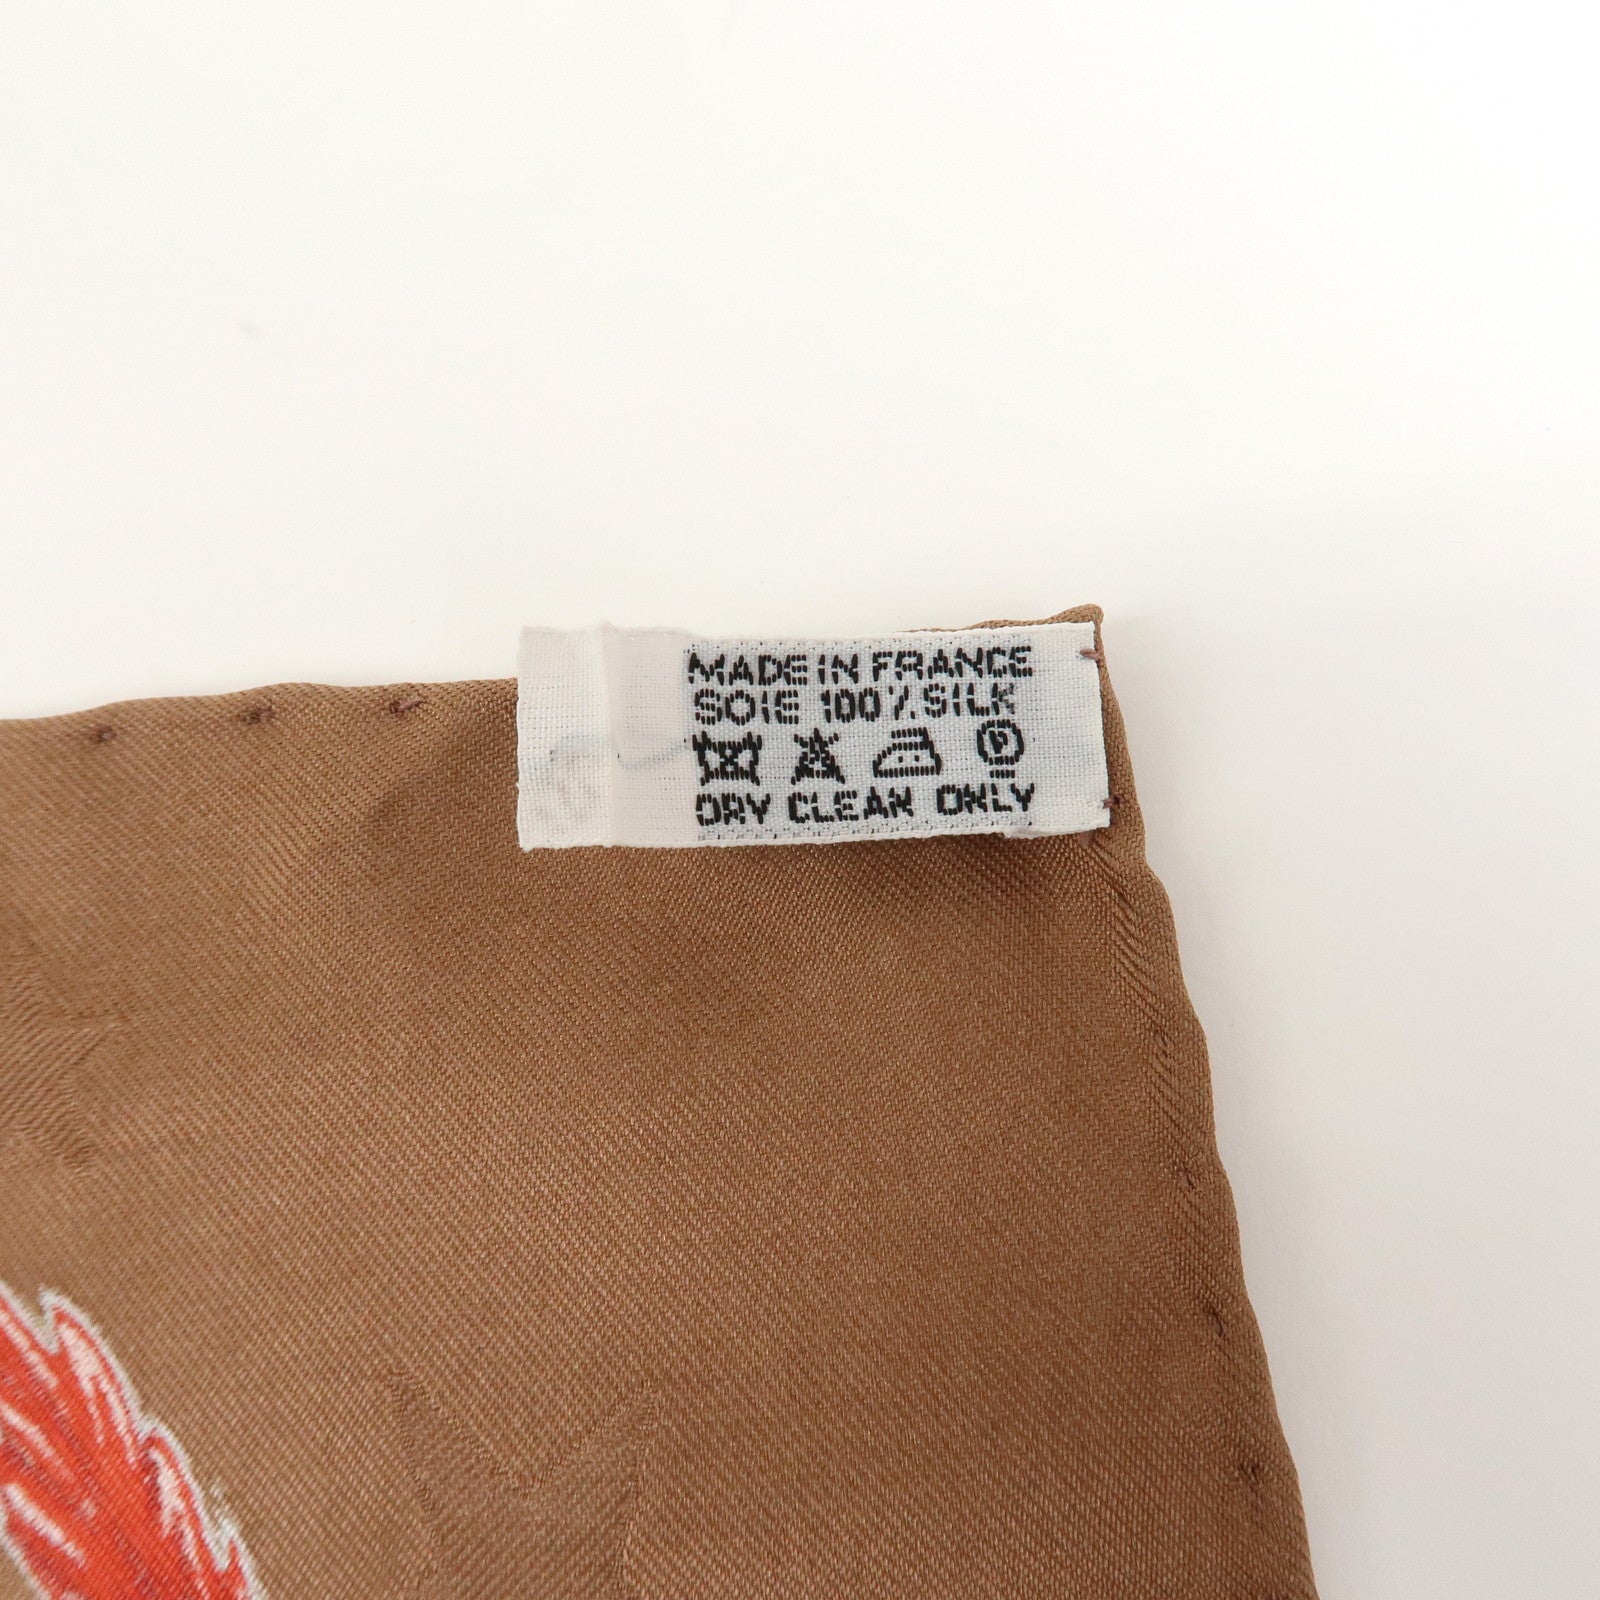 MADE IN FRANCE
SOIE 100% SILK
P
DRY CLEAN ONLY